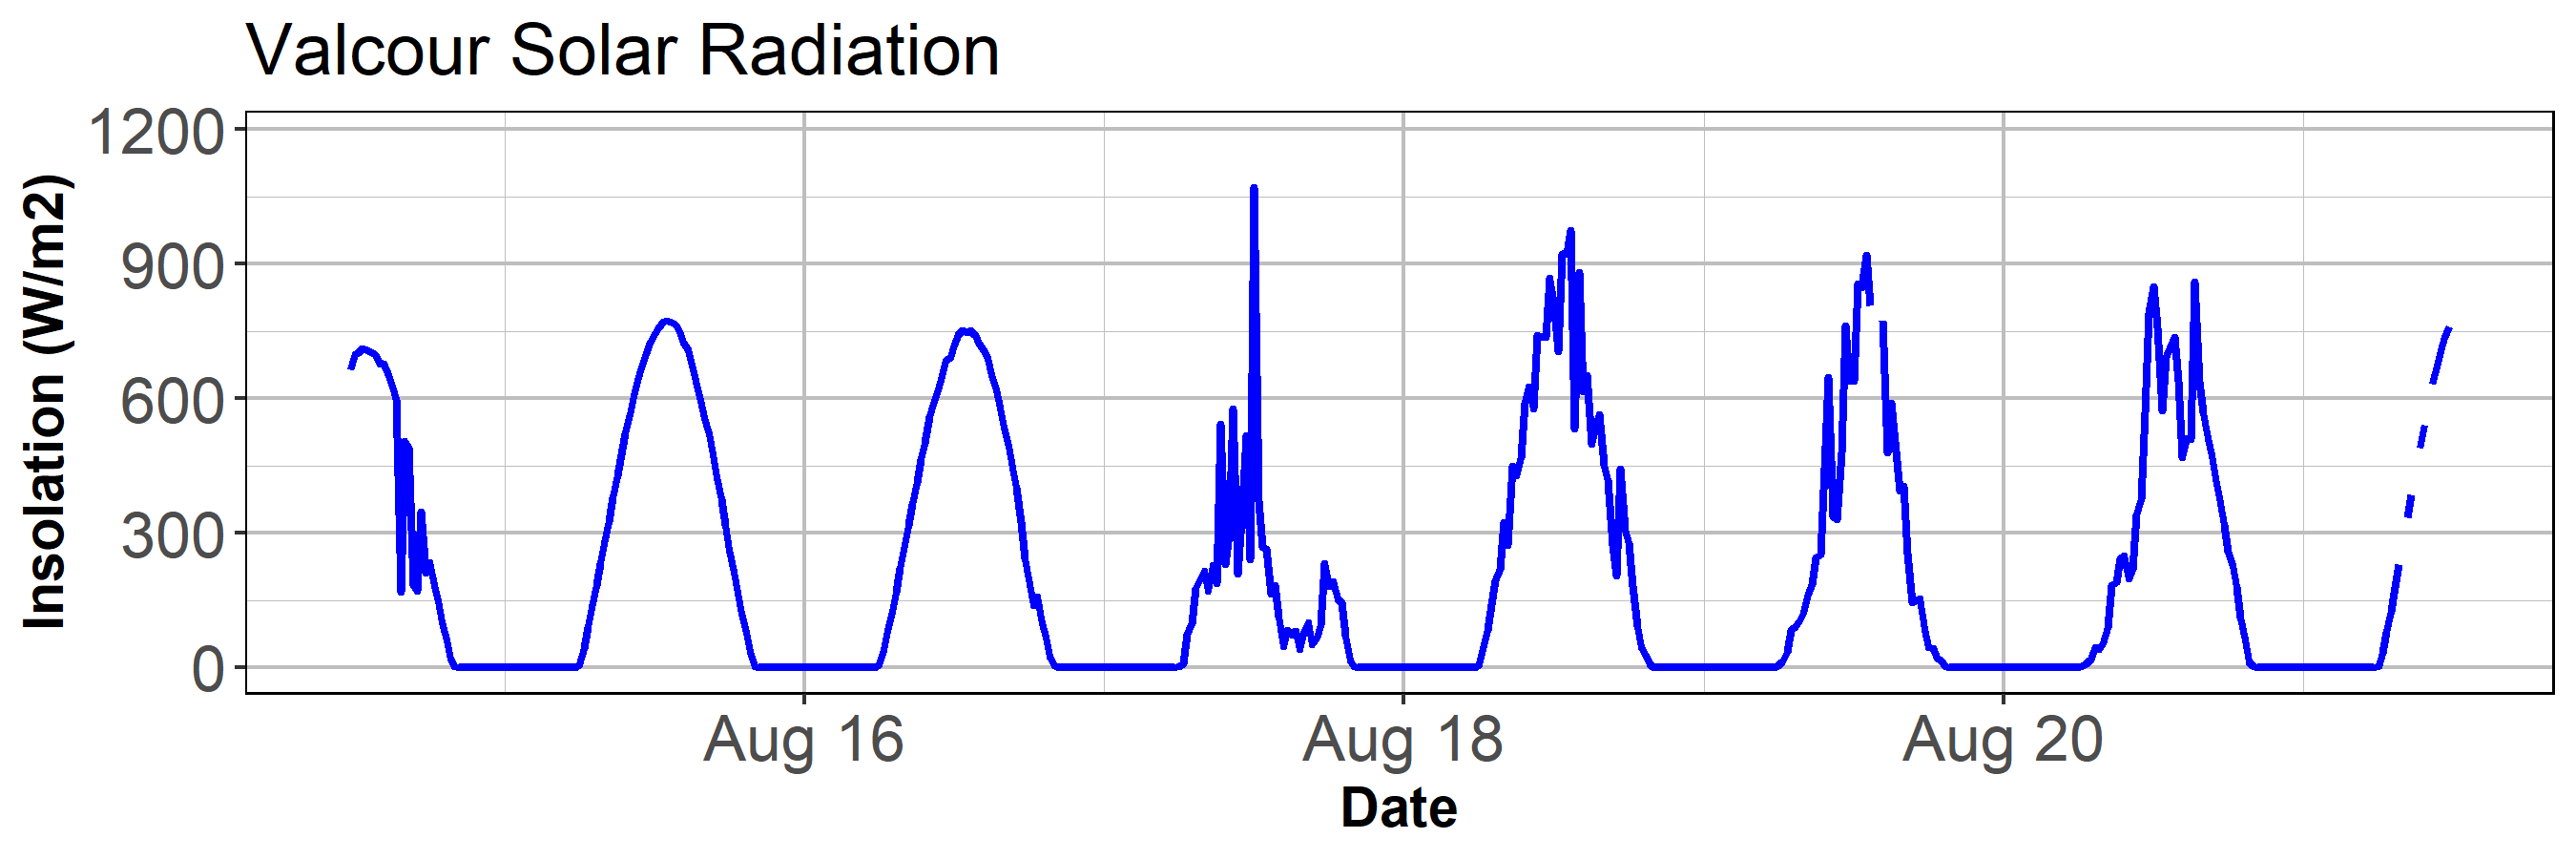 Valcour Solar Radiation
Insolation (W/m2)
1200
900
600
300
0
Aug 16
Aug 18
Aug 20
Date